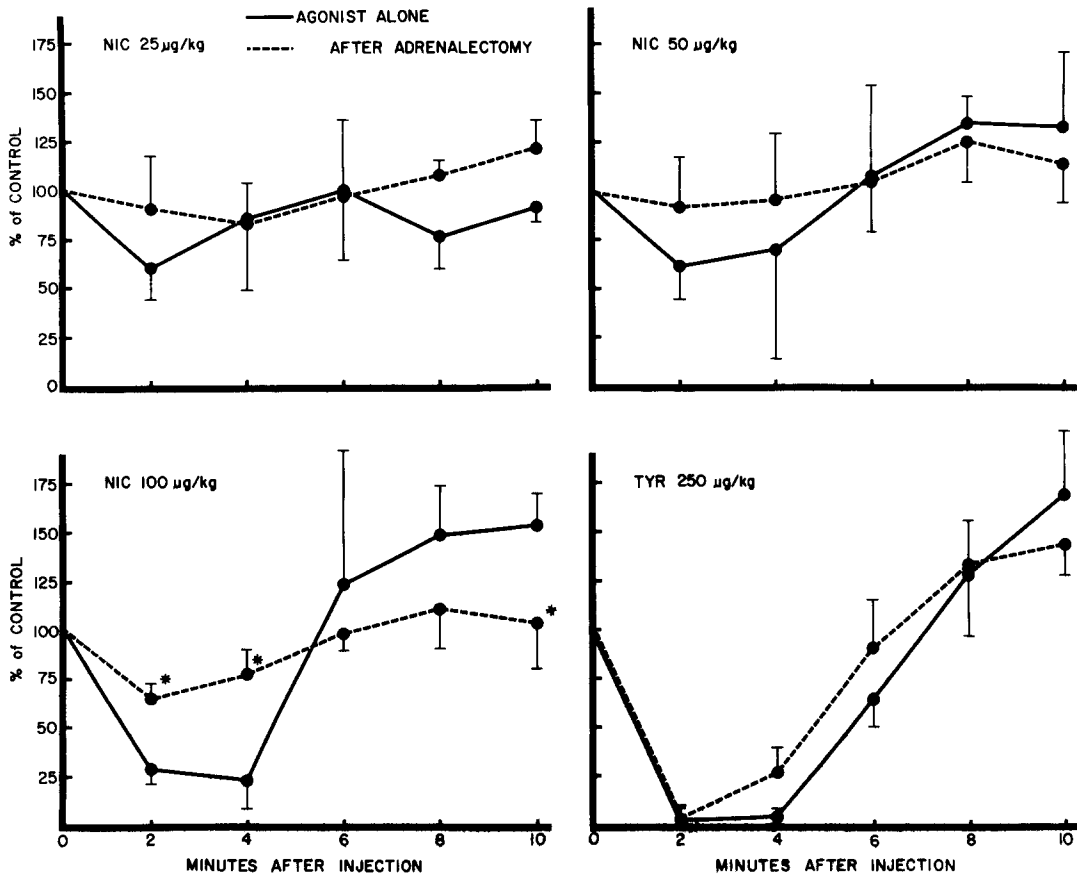 AGONIST ALONE
AFTER ADRENALECTOMY
NIC 25 µg/kg
% of CONTROL
175
150
125
100
75
50
25
0
NIC 50 µg/kg
NIC 100 µg/kg
% of CONTROL
175
150
125
100
75
50
25
*
*
*
0 2 4 6 8 10
MINUTES AFTER INJECTION
TYR 250 µg/kg
0 2 4 6 8 10
MINUTES AFTER INJECTION